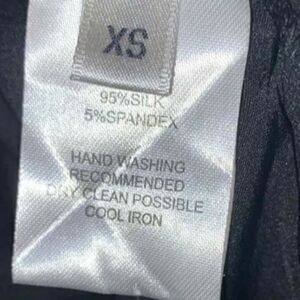 XS
95%SILK
5%SPANDEX
HAND WASHING
RECOMMENDED
DRY CLEAN POSSIBLE
COOL IRON